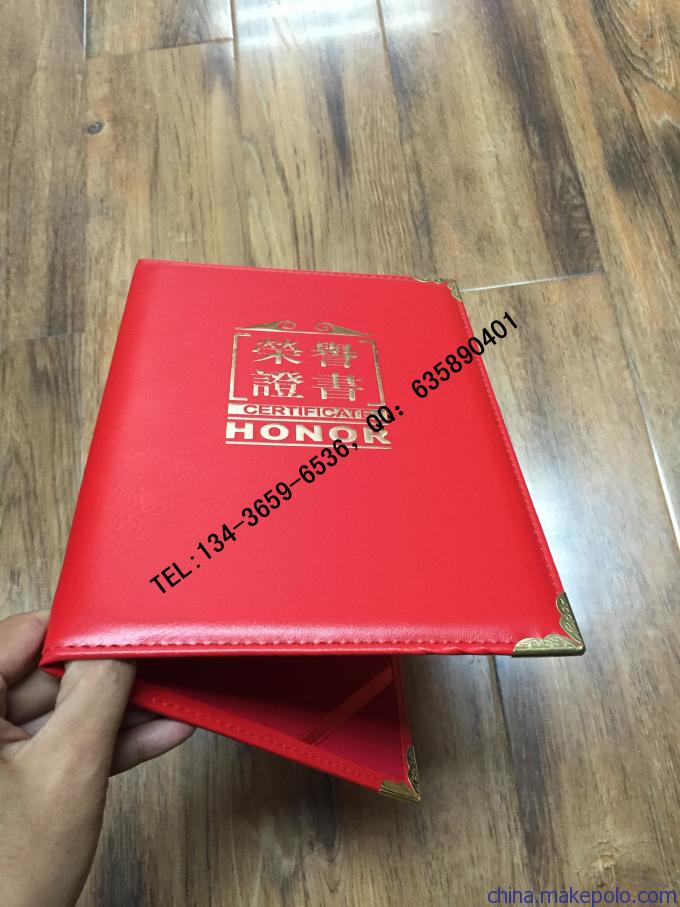 榮譽
證書
CERTIFICATE
HONOR
TEL:134-3659-6536，QQ：635890401
china.makepolo.com